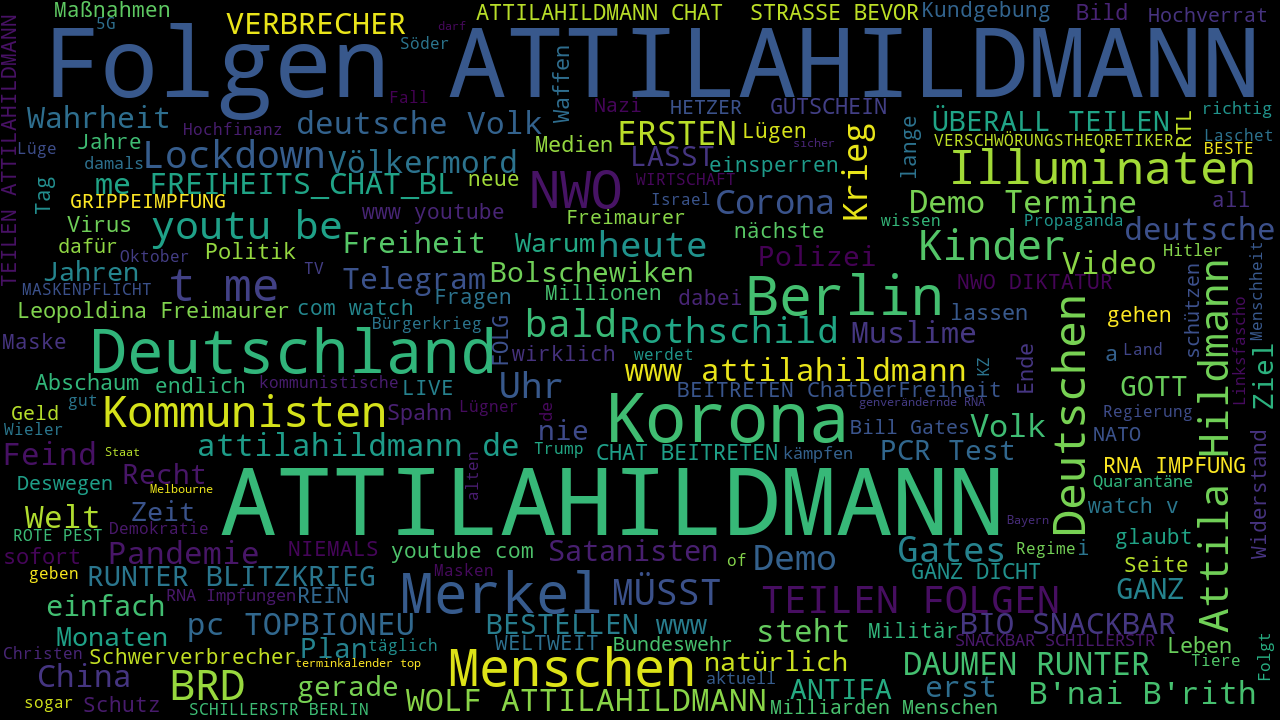 Maßnahmen
5G
VERBRECHER
ATTILAHILDMANN CHAT
STRASSE BEVOR
Kundgebung
Bild
Hochverrat
Söder
darf
Folgen ATTILAHILDMANN
TEILEN ATTILAHILDMANN
Waffen
Fall
Nazi
HETZER
GUTSCHEIN
richtig
Wahrheit
Hochfinanz
deutsche Volk
ERSTEN
Lügen
Krieg
lange
ÜBERALL TEILEN
RTL
Laschet
Lüge
Jahre
damals
Lockdown
völkermord
Medien
LASST
einsperren
sicher
VERSCHWÖRUNGSTHEORETIKER
BESTE
Tag
me FREIHEITS_CHAT_BL
neue
NWO
WIRTSCHAFT
Illuminaten
GRIPPEIMPFUNG
www youtube
Freimaurer
Israel
Corona
Demo Termine
all
Virus
youtu be
nächste
wissen
Propaganda
deutsche
dafür
Oktober
Politik
Freiheit
Warum
heute
Polizei
Kinder
Video
Hitler
Menschheit
Jahren
TV
t me
Telegram
Bolschewiken
MASKENPFLICHT
Fragen
Millionen
dabei
Berlin
NWO DIKTATUR
schützen
Leopoldina Freimaurer
com watch
Bürgerkrieg
FOLG
bald
Rothschild
Muslime
lassen
gehen
Linksfascho
Maske
Deutschland
wirklich
werdet
www attilahildmann
KZ
Ende
Deutschen
a
Land
Attila Hildmann
Ziel
Abschaum
endlich
kommunistische
LIVE
Uhr
BEITRETEN ChatDerFreiheit
GOTT
gut
Geld
Wieler
Kommunisten
Spahn
Lügner
de
nie
Korona
genverändernde RNA
Bill Gates
Volk
Regierung
NATO
Feind
Staat
attilahildmann de
Trump
CHAT BEITRETEN
kämpfen
PCR Test
RNA IMPFUNG
Widerstand
Deswegen
Recht
Melbourne
alten
Quarantäne
Welt
Zeit
ATTILAHILDMANN
Bayern
watch v
ROTE PEST
Demokratie
glaubt
sofort
Pandemie
NIEMALS
youtube com
Satanisten
of
Demo
Gates
Regime
i
Seite
geben
RUNTER BLITZKRIEG
Masken
GANZ DICHT
GANZ
einfach
RNA Impfungen
REIN
Merkel
MÜSST
TEILEN FOLGEN
Monaten
pc TOPBIONEU
BESTELLEN www
steht
Militär
BIO SNACKBAR
Plan
täglich
WELTWEIT
Bundeswehr
SNACKBAR SCHILLERSTR
Leben
Folgt
Christen
Schwerverbrecher
terminkalender top
Menschen
natürlich
DAUMEN RUNTER
Tiere
China
BRD
gerade
aktuell
ANTIFA
erst
B'nai B'rith
sogar
Schutz
SCHILLERSTR BERLIN
WOLF ATTILAHILDMANN
Milliarden Menschen